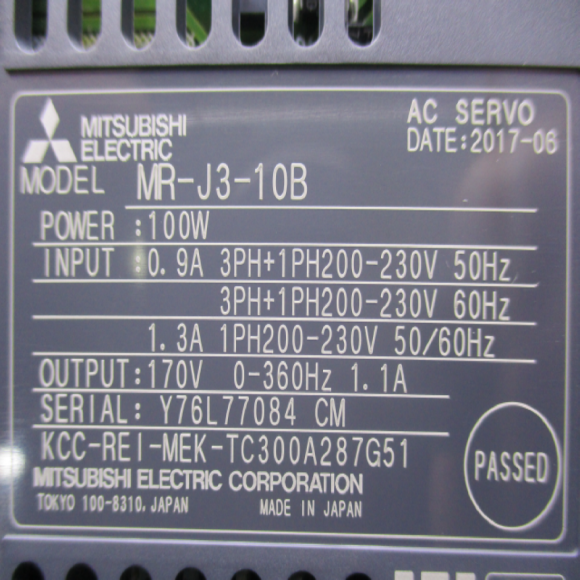 MITSUBISHI
ELECTRIC
AC SERVO
DATE:2017-06
MODEL MR-J3-10B
POWER :100W
INPUT :0.9A 3PH+1PH200-230V 50Hz
3PH+1PH200-230V 60Hz
1.3A 1PH200-230V 50/60Hz
OUTPUT:170V 0-360Hz 1.1A
SERIAL: Y76L77084 CM
KCC-REI-MEK-TC300A287G51
PASSED
MITSUBISHI ELECTRIC CORPORATION
TOKYO 100-8310, JAPAN MADE IN JAPAN